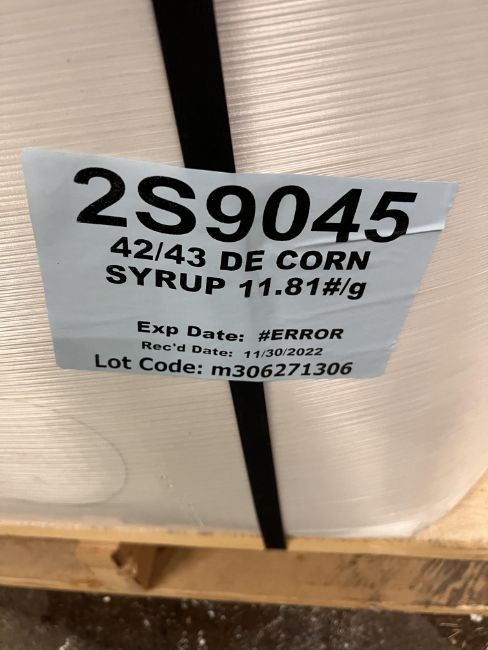 2S9045
42/43 DE CORN
SYRUP 11.81#/g
Exp Date: #ERROR
Rec'd Date: 11/30/2022
Lot Code: m306271306